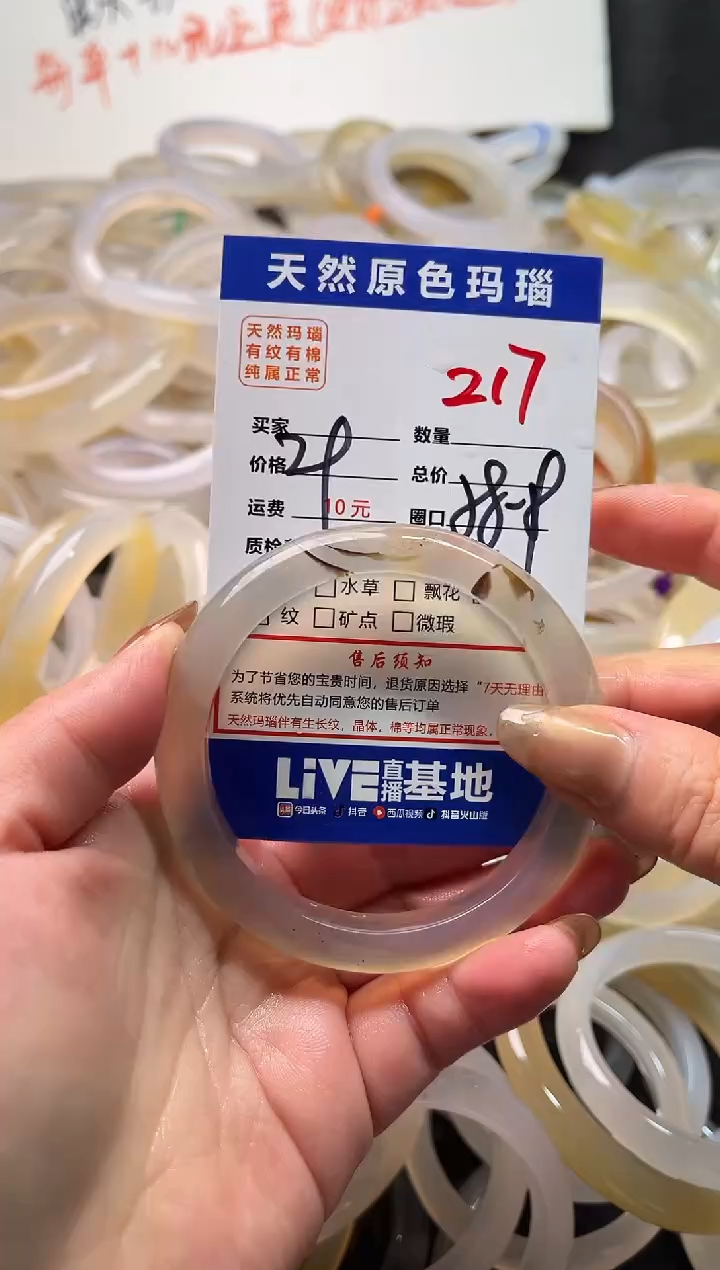 天然原色玛瑙
天然玛瑙
有纹有棉
纯属正常
217
买家
数量
价格
总价
运费 10元
圈口
质检
□水草 □飘花
纹 □矿点 □微瑕
售后须知
为了节省您的宝贵时间，退货原因选择“7天无理由
系统将优先自动同意您的售后订单
天然玛瑙伴有生长纹，晶体，棉等均属正常现象，
LiVE直播基地
今日头条 抖音 西瓜视频 抖音火山版